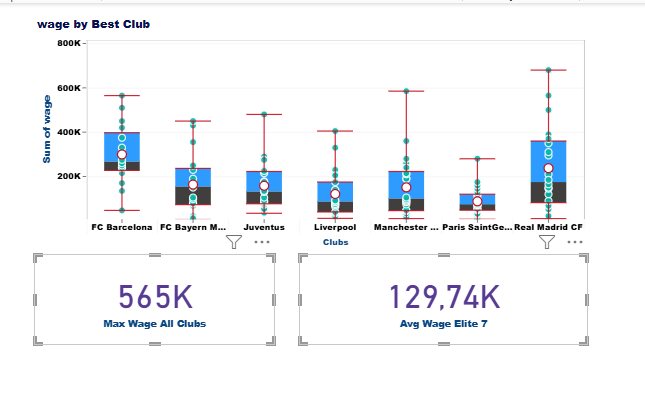 wage by Best Club
800K
600K
400K
200K
Sum of wage
FC Barcelona FC Bayern M... Juventus Liverpool Manchester ... Paris SaintGe... Real Madrid CF
Clubs
565K
Max Wage All Clubs
129,74K
Avg Wage Elite 7